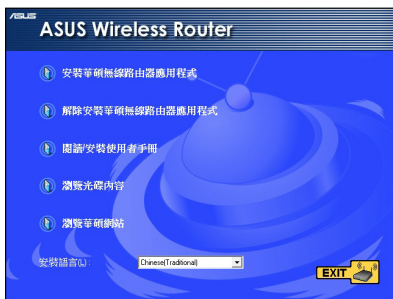 ASUS
ASUS Wireless Router
安裝華碩無線路由器應用程式
解除安裝華碩無線路由器應用程式
閱讀/安裝使用者手冊
瀏覽光碟內容
瀏覽華碩網站
安裝語言(L):
Chinese(Traditional)
EXIT